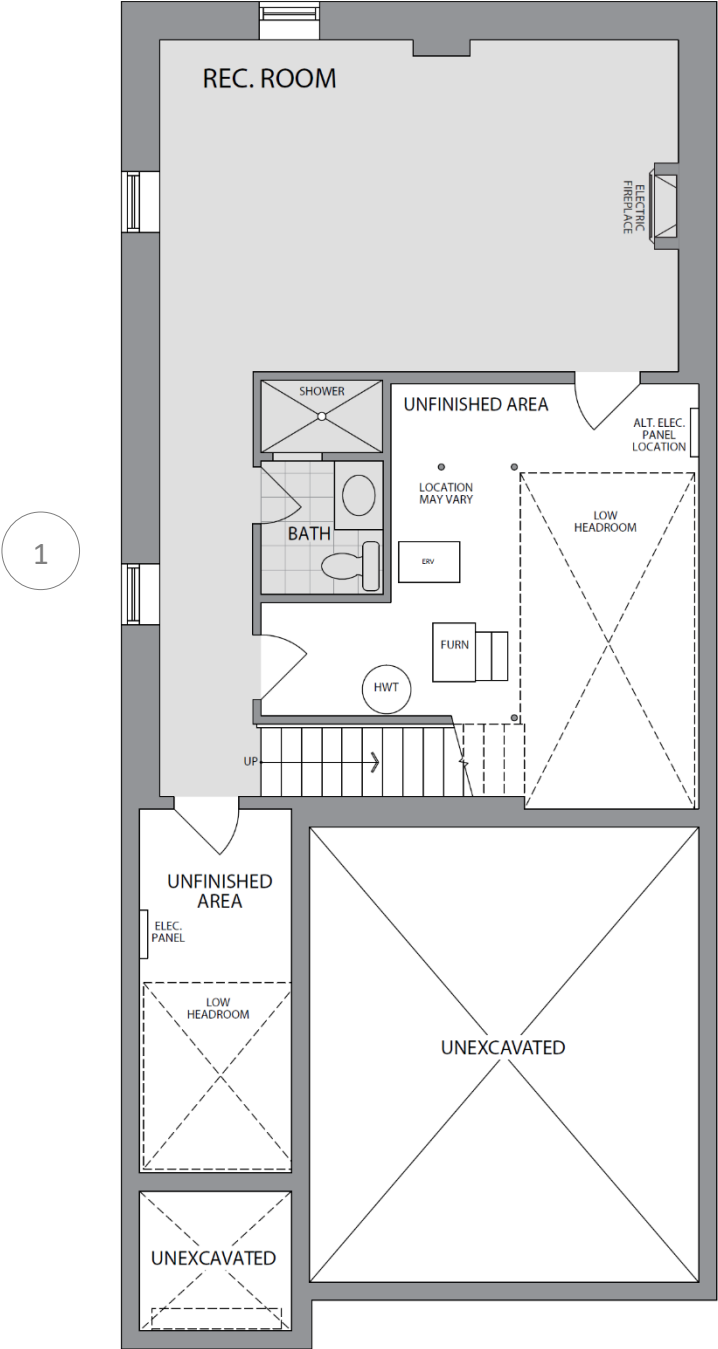 REC. ROOM
ELECTRIC
FIREPLACE
SHOWER
UNFINISHED AREA
ALT. ELEC.
PANEL
LOCATION
LOCATION
MAY VARY
LOW
HEADROOM
BATH
1
ERV
FURN
HWT
UP
UNFINISHED
AREA
ELEC.
PANEL
LOW
HEADROOM
UNEXCAVATED
UNEXCAVATED